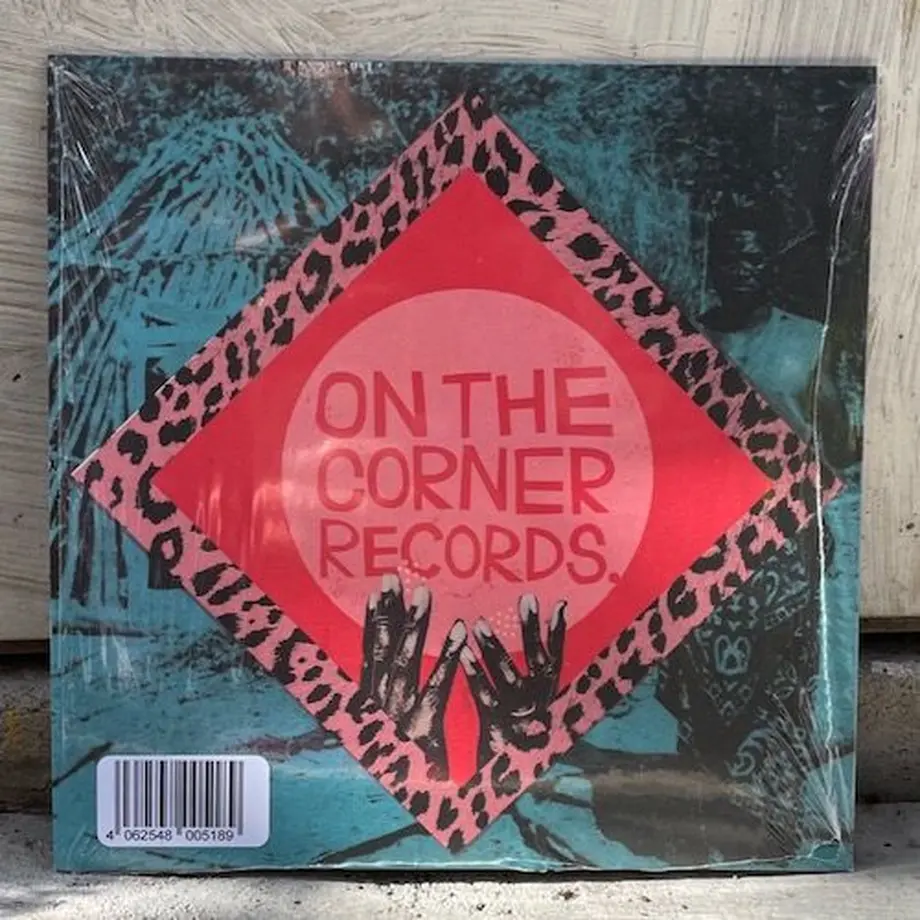 ON THE
CORNER
RECORDS.
4 062548 005189